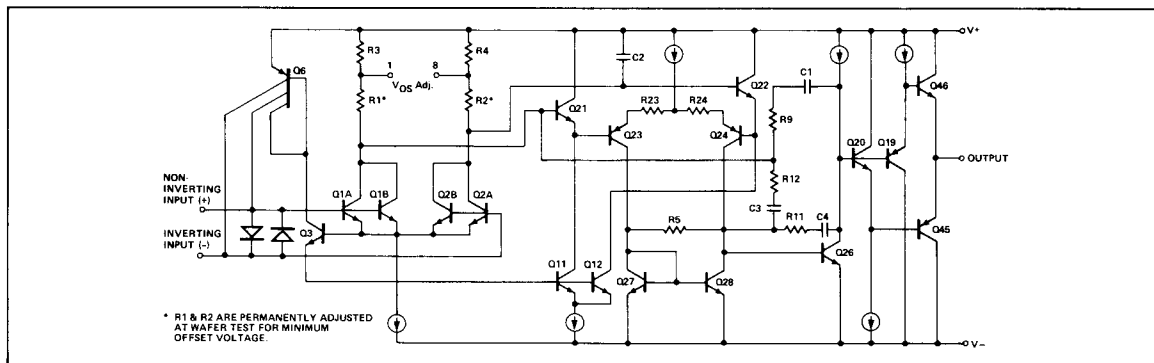 V+
Q6
R3
R4
1
8
VOS Adj.
R1*
R2*
C2
Q21
Q22
C1
Q46
R23
R24
Q23
Q24
R9
Q20
Q19
OUTPUT
R12
C3
NON-
INVERTING
INPUT (+)
Q1A
Q1B
Q2B
Q2A
INVERTING
INPUT (–)
Q3
R5
R11
C4
Q26
Q45
Q11
Q12
Q27
Q28
* R1 & R2 ARE PERMANENTLY ADJUSTED
AT WAFER TEST FOR MINIMUM
OFFSET VOLTAGE.
V–